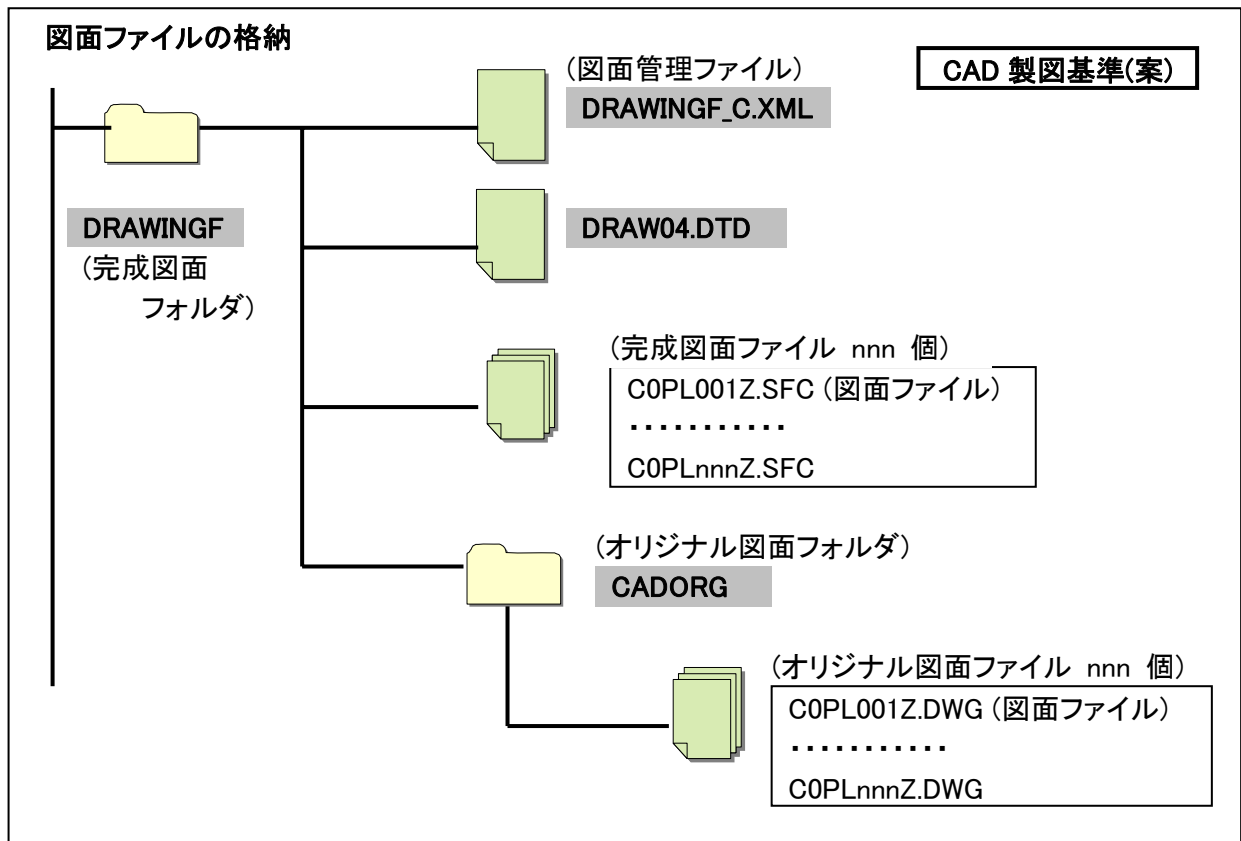 図面ファイルの格納
CAD 製図基準(案)
(図面管理ファイル)
DRAWINGF_C.XML
DRAWINGF
(完成図面
フォルダ)
DRAW04.DTD
(完成図面ファイル nnn 個)
C0PL001Z.SFC (図面ファイル)
・・・・・・・・・・・
C0PLnnnZ.SFC
(オリジナル図面フォルダ)
CADORG
(オリジナル図面ファイル nnn 個)
C0PL001Z.DWG (図面ファイル)
・・・・・・・・・・・
C0PLnnnZ.DWG